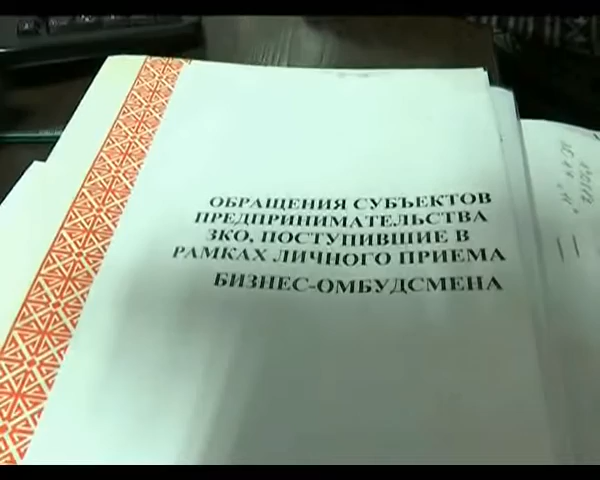 ОБРАЩЕНИЯ СУБЪЕКТОВ
ПРЕДПРИНИМАТЕЛЬСТВА
ЗКО, ПОСТУПИВШИЕ В
РАМКАХ ЛИЧНОГО ПРИЕМА
БИЗНЕС-ОМБУДСМЕНА